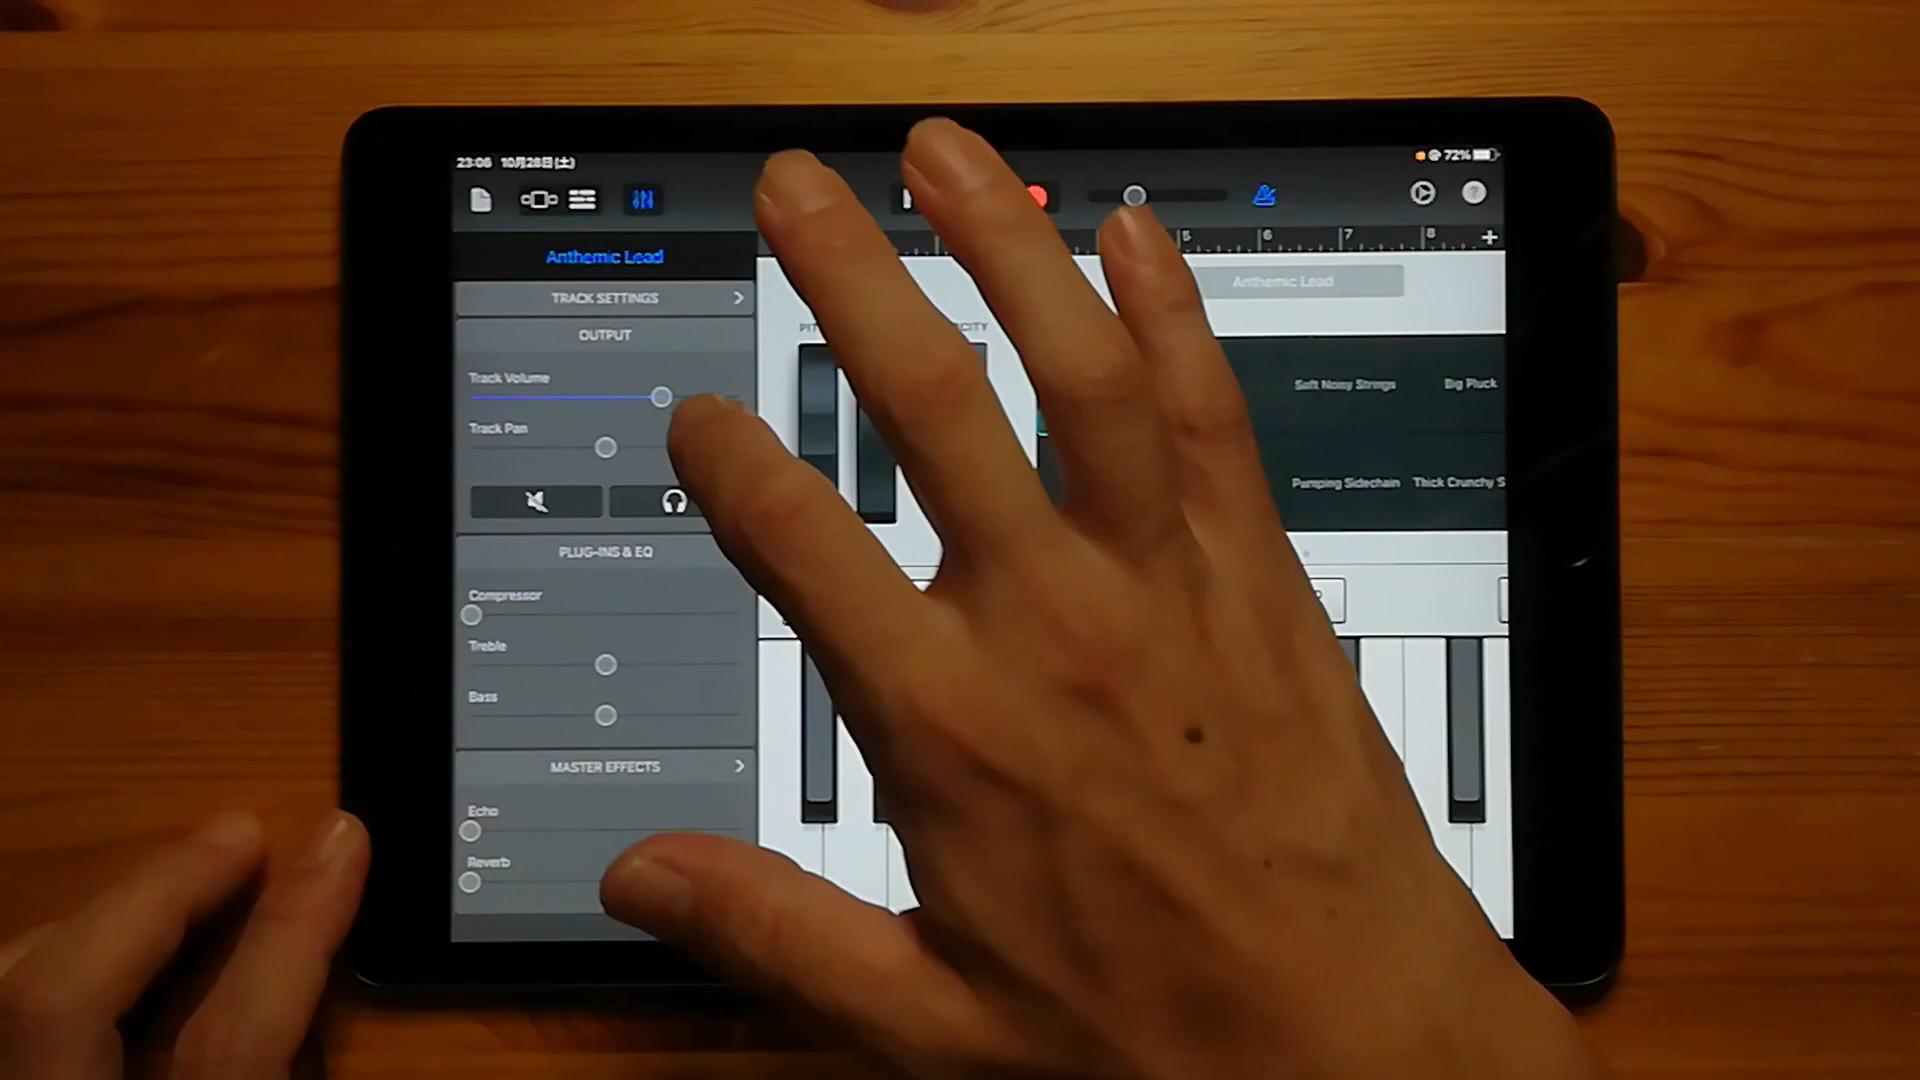 23:06 10月28日(土) 72%
?
5 6 7 8 +
Anthemic Lead
Anthemic Lead
TRACK SETTINGS
OUTPUT
Track Volume
Soft Noisy Strings Big Pluck
Track Pan
Pumping Sidechain Thick Crunchy S
PLUG-INS & EQ
Compressor
Treble
Bass
MASTER EFFECTS
Echo
Reverb